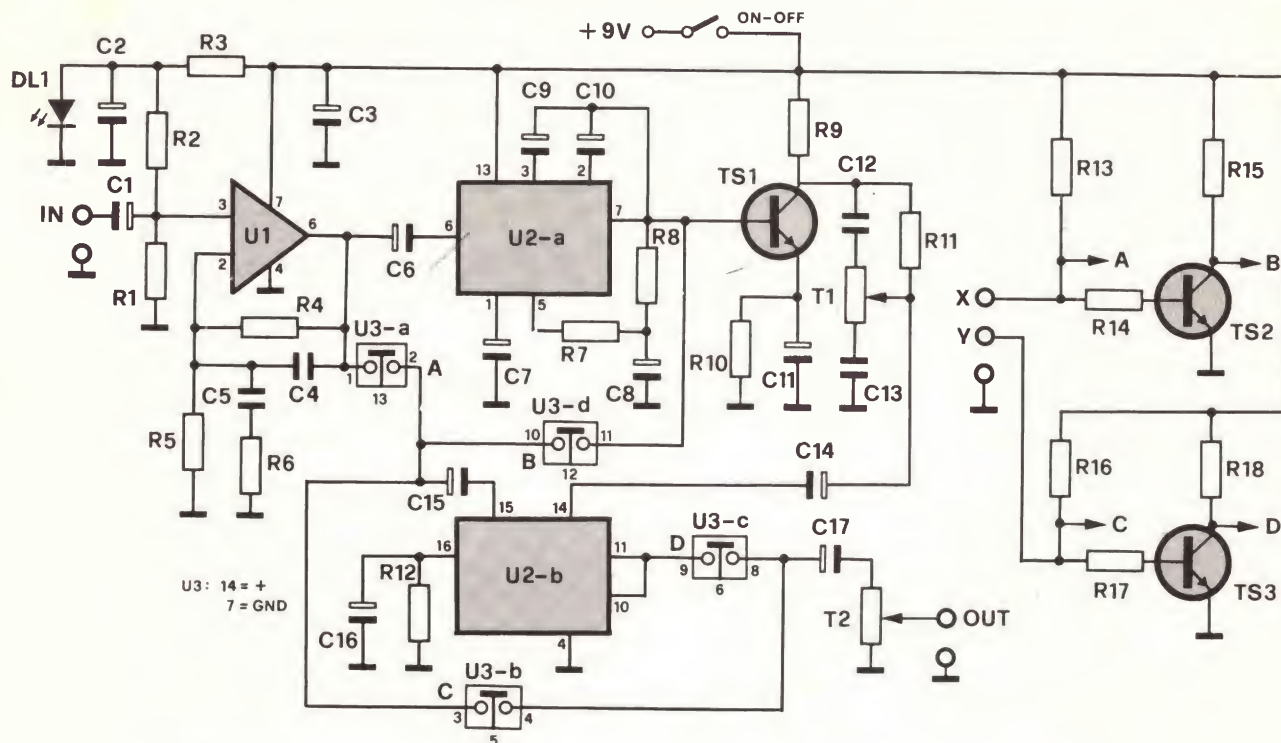 +9V ON-OFF
C2 R3
DL1
R2 C3 C9 C10 R9
C1 13 3 2 TS1 C12 R13 R15
IN 3 7 U1 6 6 U2-a 7 R8 R11 A B
2 4 C6 T1 X R14 TS2
R1 1 5 Y
R4 U3-a R7 R10 C11 C13
C5 C4 1 2 A C7 C8
13 U3-d
R5 R6 10 11 C14 R16 R18
B 12
C15 15 14 U3-c C17 C D
16 U2-b 11 D
R12 9 8 R17 TS3
U3: 14 = + 10 6 T2 OUT
7 = GND
C16 4
U3-b
C
3 4
5